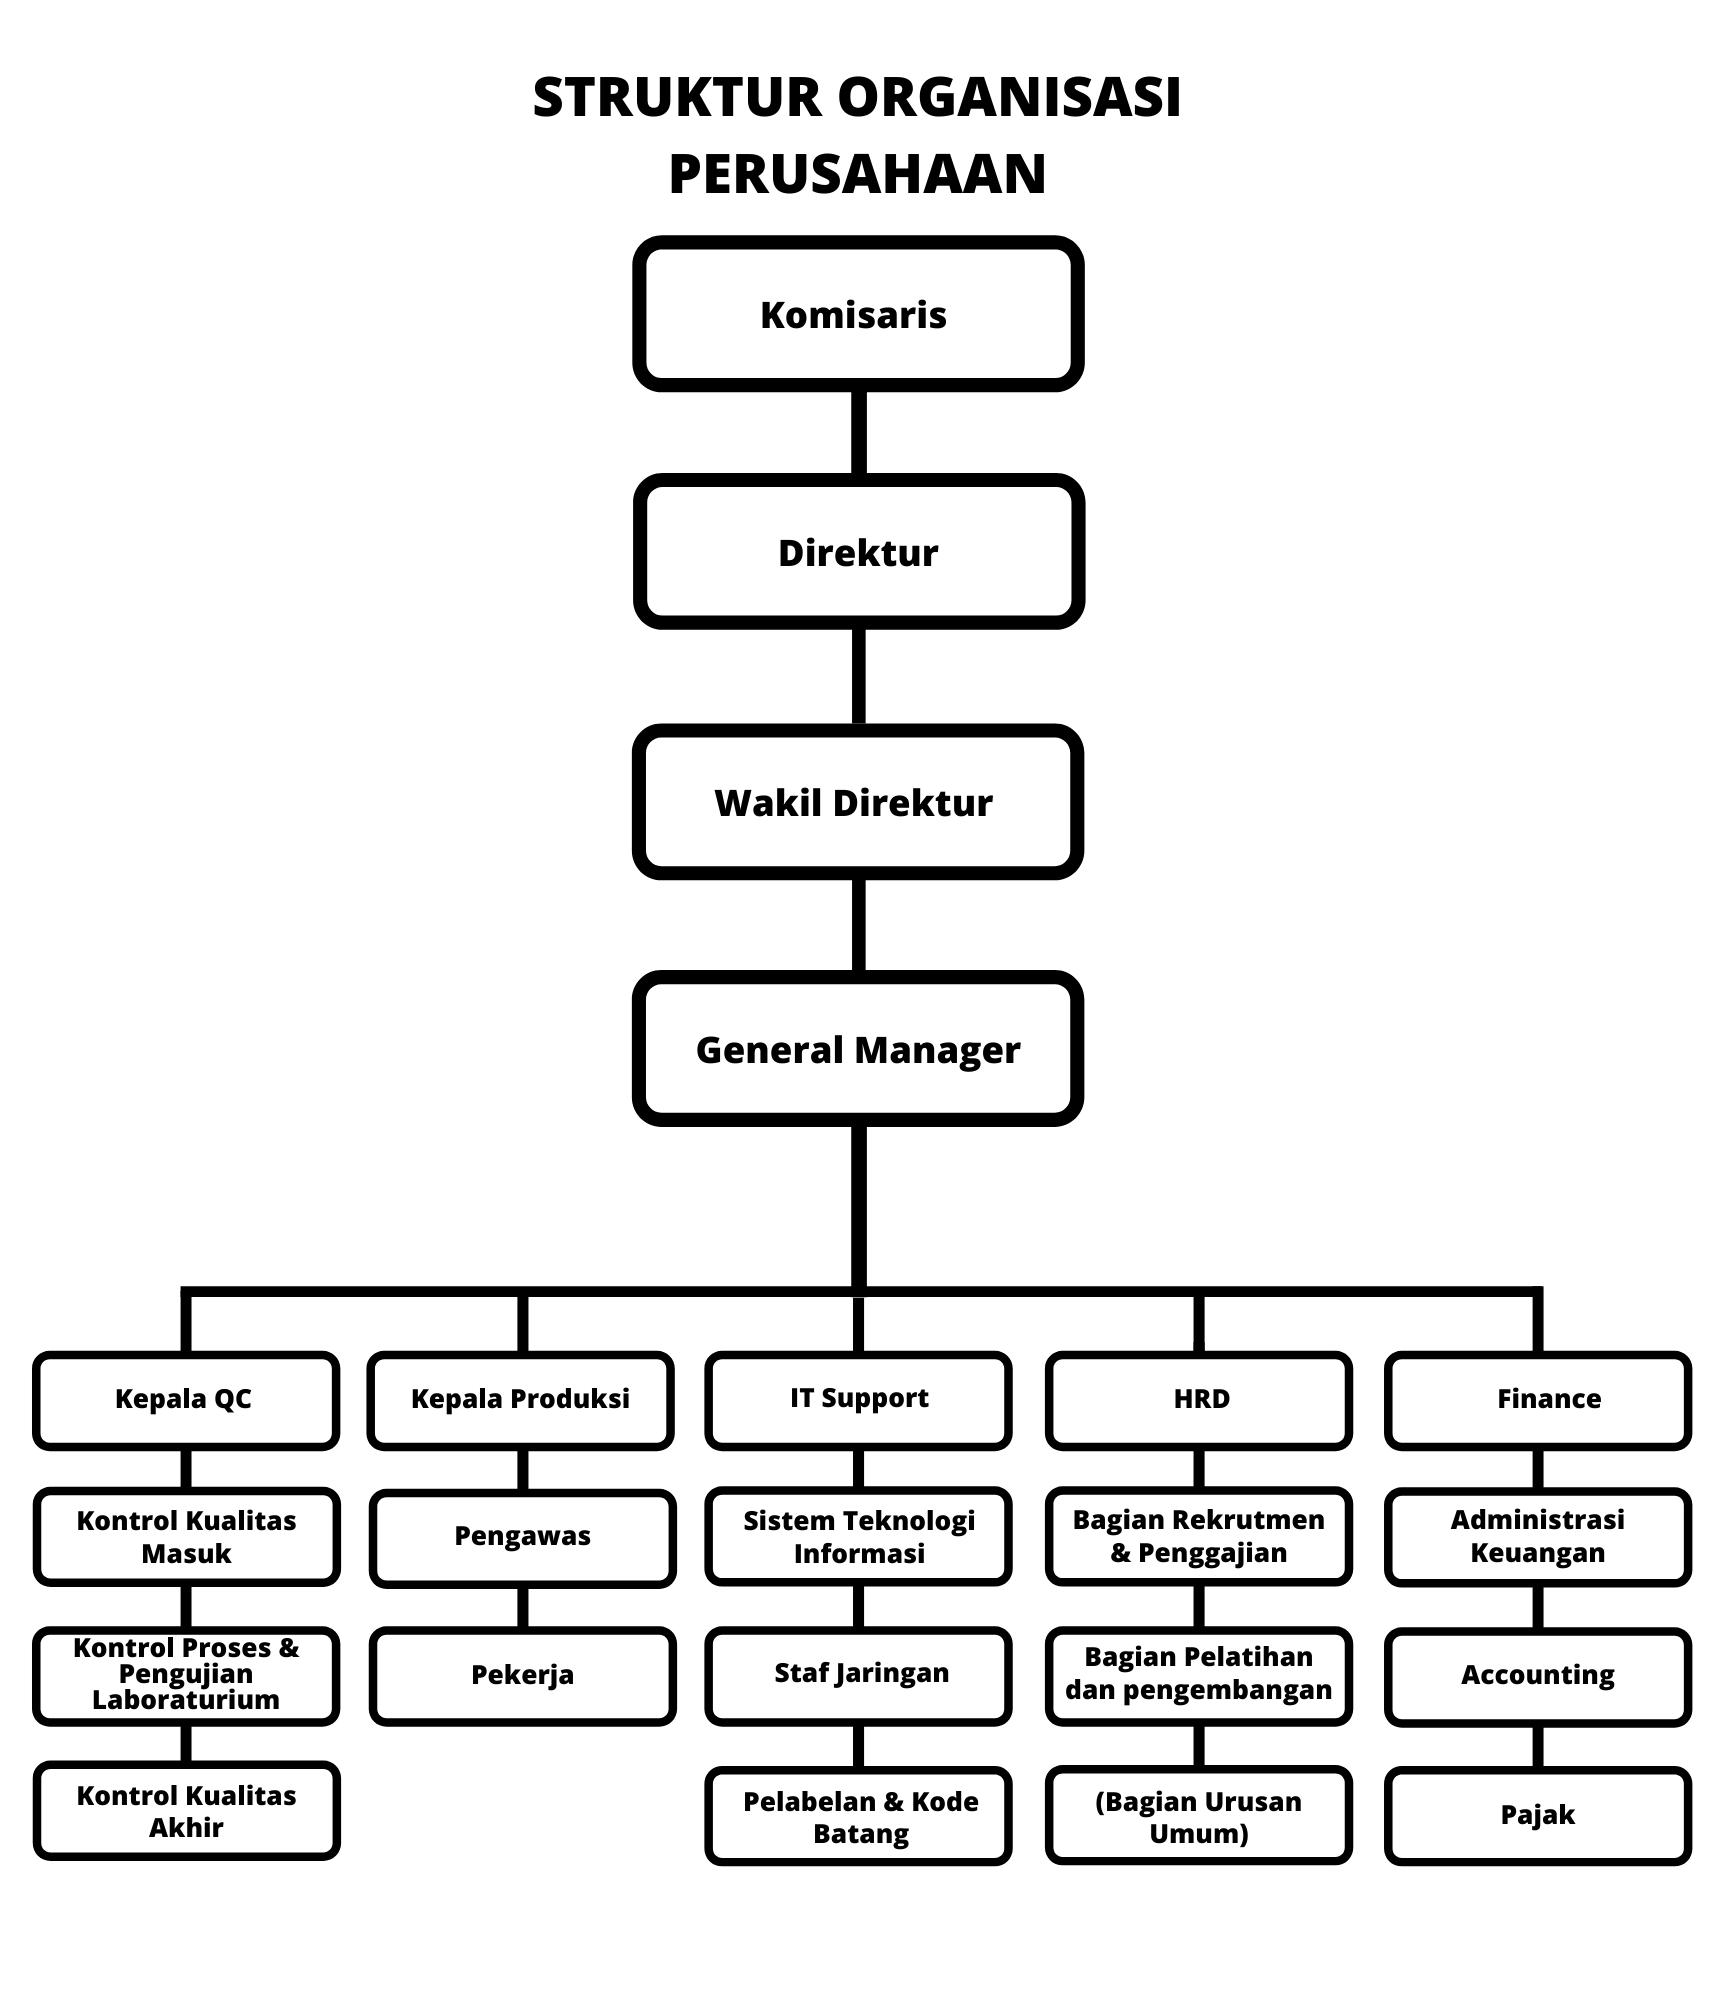 STRUKTUR ORGANISASI
PERUSAHAAN
Komisaris
Direktur
Wakil Direktur
General Manager
Kepala QC
Kepala Produksi
IT Support
HRD
Finance
Kontrol Kualitas
Masuk
Pengawas
Sistem Teknologi
Informasi
Bagian Rekrutmen
& Penggajian
Administrasi
Keuangan
Kontrol Proses &
Pengujian
Laboraturium
Pekerja
Staf Jaringan
Bagian Pelatihan
dan pengembangan
Accounting
Kontrol Kualitas
Akhir
Pelabelan & Kode
Batang
(Bagian Urusan
Umum)
Pajak